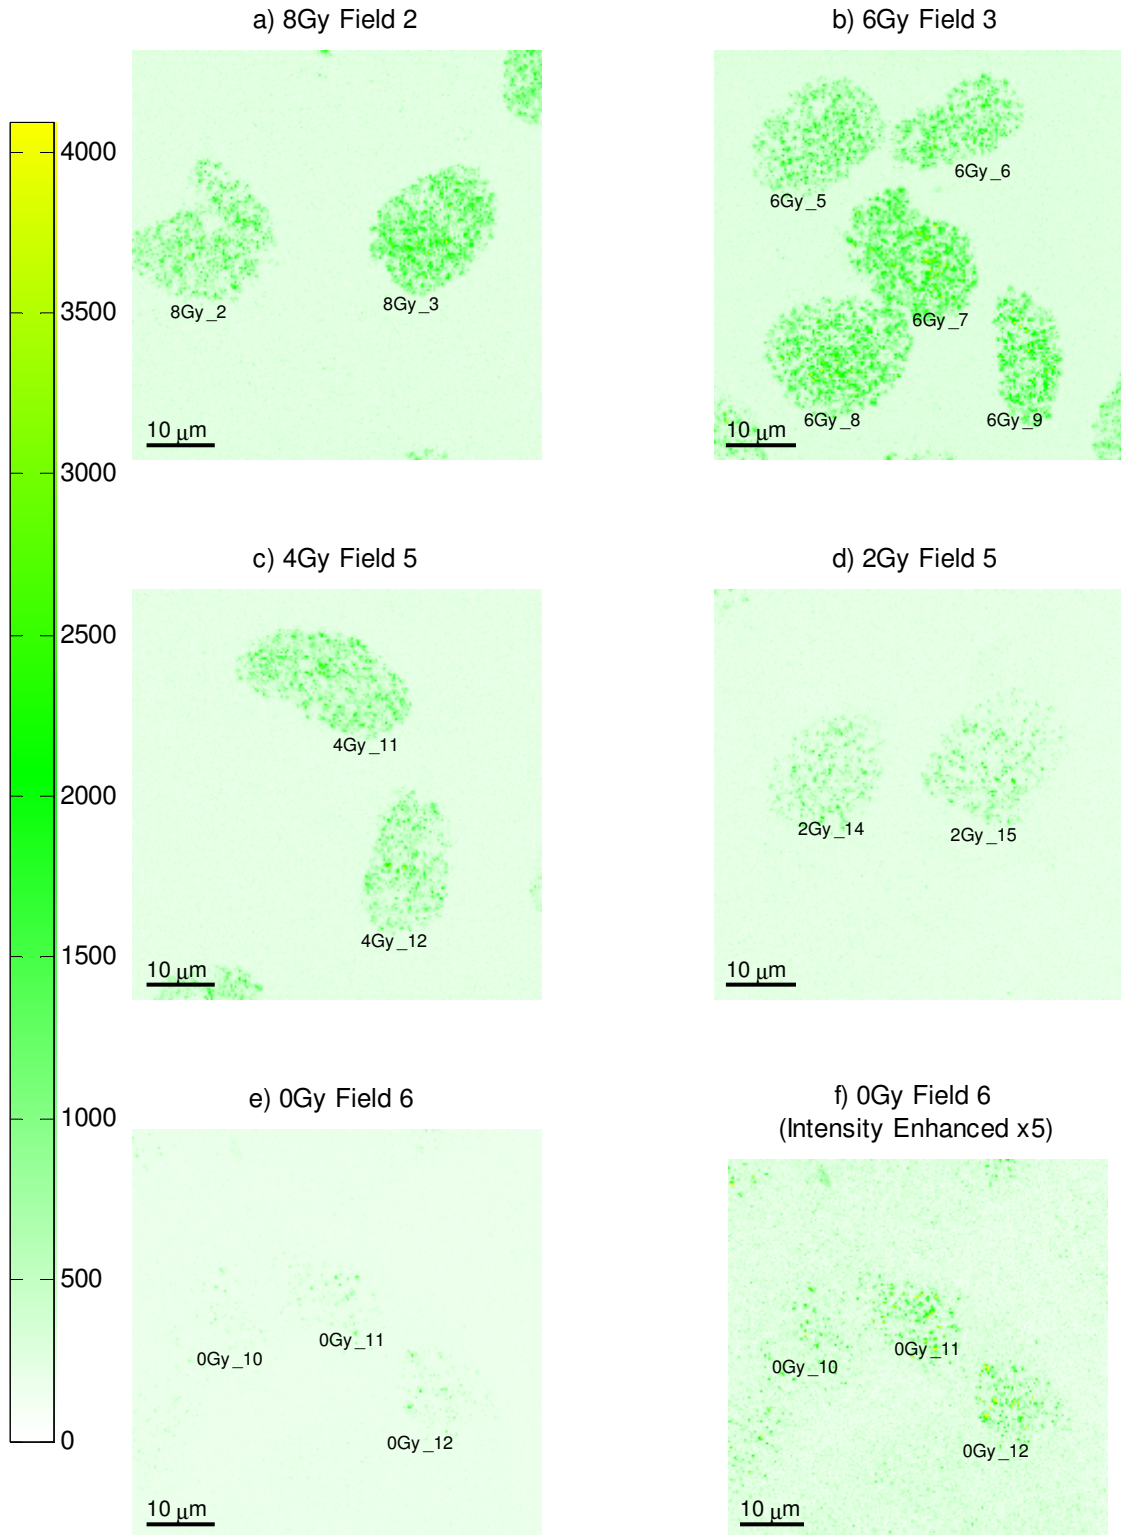 a) 8Gy Field 2
b) 6Gy Field 3
4000
3500
3000
2500
2000
1500
1000
500
0
8Gy_2
8Gy_3
10 μm
6Gy_5
6Gy_6
6Gy_7
6Gy_8
6Gy_9
10 μm
c) 4Gy Field 5
d) 2Gy Field 5
4Gy_11
4Gy_12
10 μm
2Gy_14
2Gy_15
10 μm
e) 0Gy Field 6
f) 0Gy Field 6
(Intensity Enhanced x5)
0Gy_10
0Gy_11
0Gy_12
10 μm
0Gy_10
0Gy_11
0Gy_12
10 μm